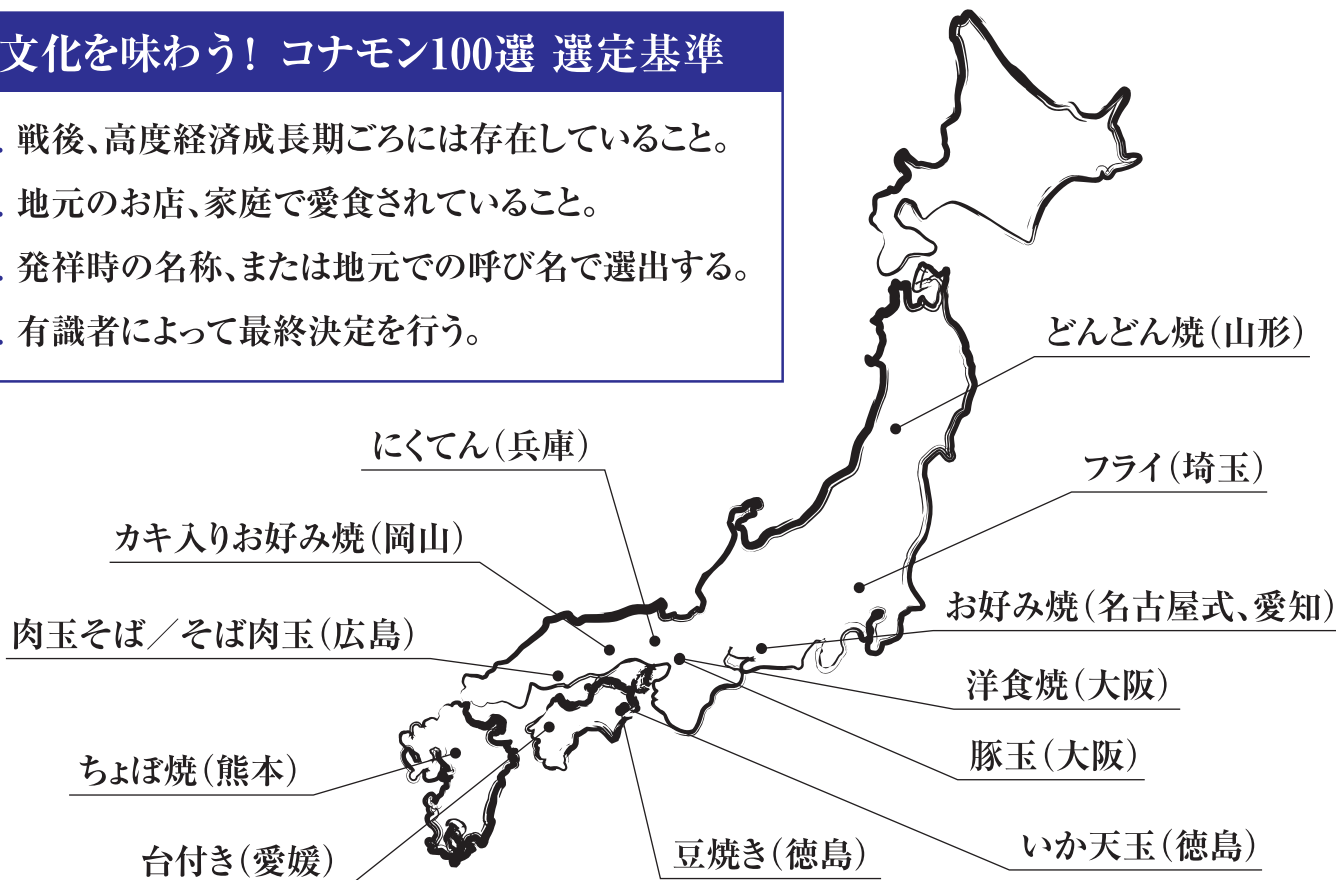 文化を味わう! コナモン100選 選定基準
戦後、高度経済成長期ごろには存在していること。
地元のお店、家庭で愛食されていること。
発祥時の名称、または地元での呼び名で選出する。
有識者によって最終決定を行う。
どんどん焼(山形)
にくてん(兵庫)
フライ(埼玉)
カキ入りお好み焼(岡山)
お好み焼(名古屋式、愛知)
肉玉そば/そば肉玉(広島)
洋食焼(大阪)
豚玉(大阪)
ちょぼ焼(熊本)
いか天玉(徳島)
豆焼き(徳島)
台付き(愛媛)